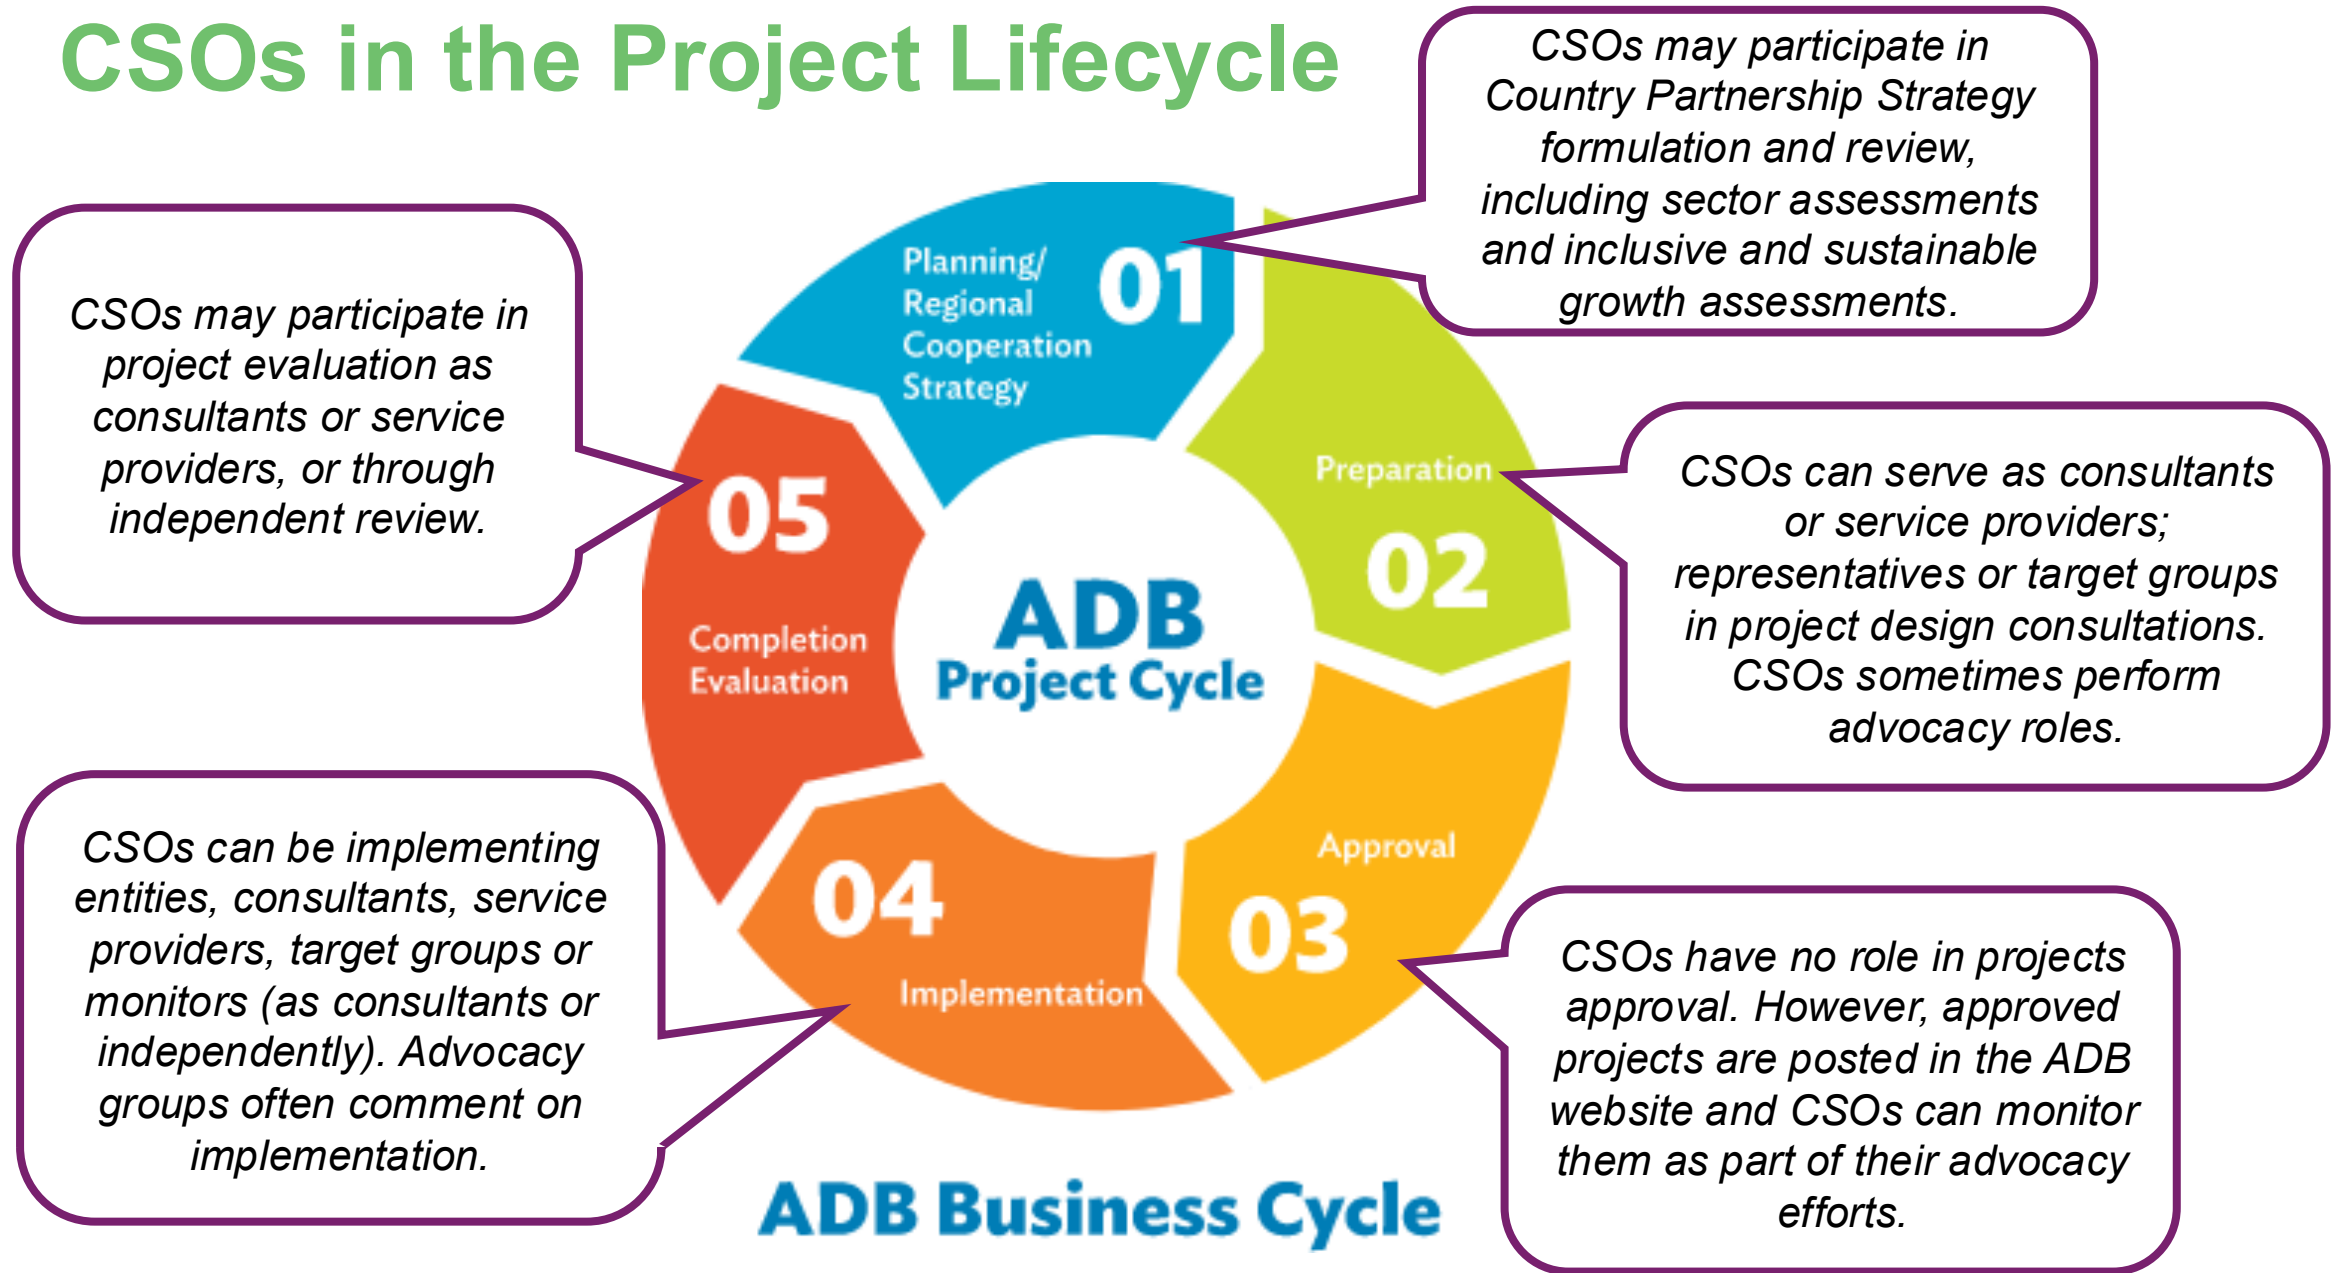 CSOs in the Project Lifecycle
CSOs may participate in
Country Partnership Strategy
formulation and review,
including sector assessments
and inclusive and sustainable
growth assessments.
Planning/
Regional
Cooperation
Strategy
01
Preparation
02
CSOs can serve as consultants
or service providers;
representatives or target groups
in project design consultations.
CSOs sometimes perform
advocacy roles.
Approval
03
CSOs have no role in projects
approval. However, approved
projects are posted in the ADB
website and CSOs can monitor
them as part of their advocacy
efforts.
04
Implementation
CSOs can be implementing
entities, consultants, service
providers, target groups or
monitors (as consultants or
independently). Advocacy
groups often comment on
implementation.
05
Completion
Evaluation
CSOs may participate in
project evaluation as
consultants or service
providers, or through
independent review.
ADB
Project Cycle
ADB Business Cycle